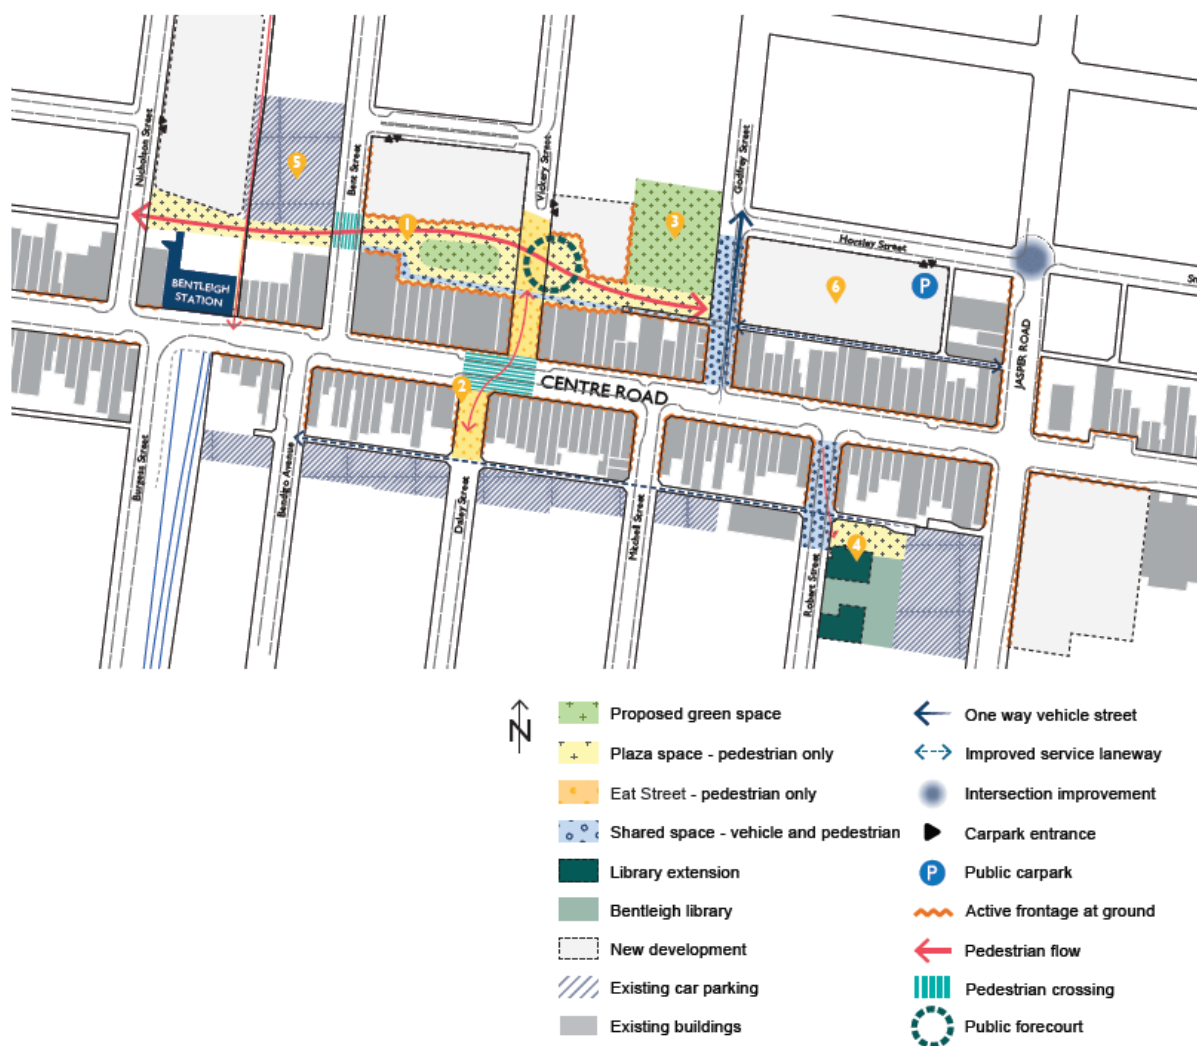 Nicholson Street
Bent Street
Vickery Street
Godfrey Street
5
1
3
Horsley Street
BENTLEIGH
STATION
6
P
JASPER ROAD
2
CENTRE ROAD
Burgess Street
Bendigo Avenue
Daley Street
Mitchell Street
4
Robert Street
N
Proposed green space
Plaza space - pedestrian only
Eat Street - pedestrian only
Shared space - vehicle and pedestrian
Library extension
Bentleigh library
New development
Existing car parking
Existing buildings
One way vehicle street
Improved service laneway
Intersection improvement
Carpark entrance
P
Public carpark
Active frontage at ground
Pedestrian flow
Pedestrian crossing
Public forecourt